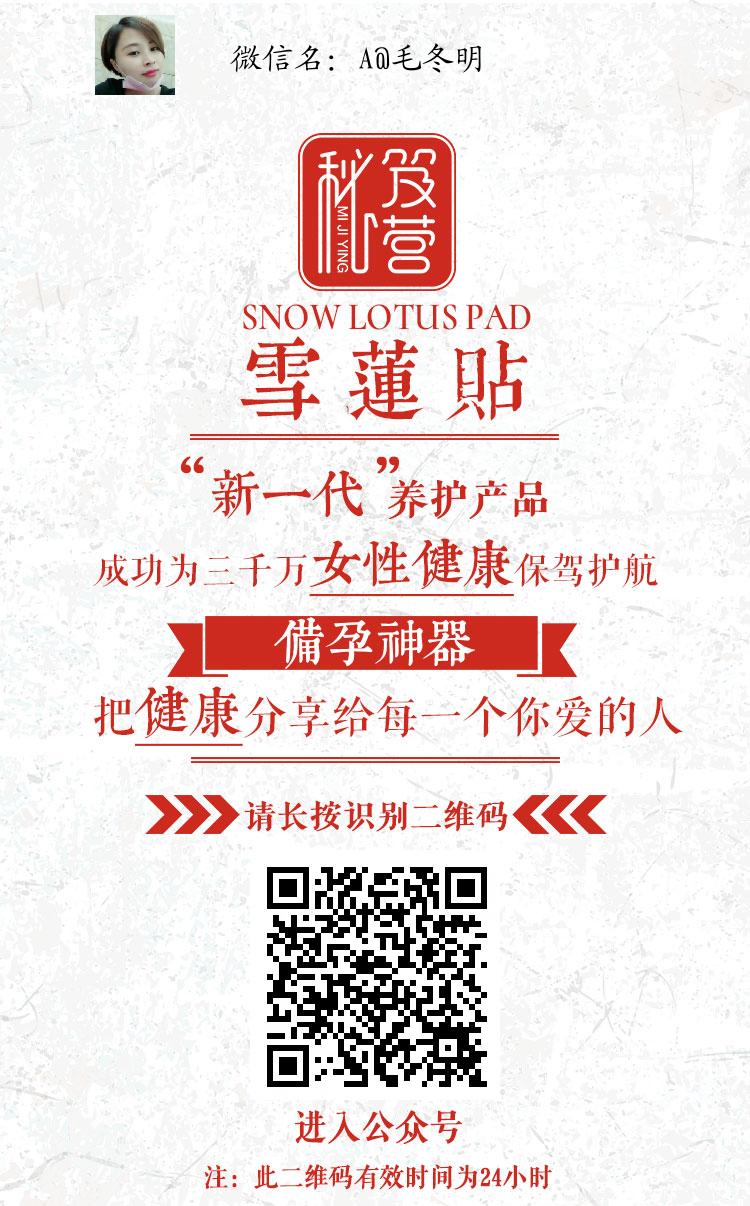 微信名：A@毛冬明
秘笈营
MI JI YING
SNOW LOTUS PAD
雪蓮貼
“新一代”养护产品
成功为三千万女性健康保驾护航
備孕神器
把健康分享给每一个你爱的人
请长按识别二维码
进入公众号
注：此二维码有效时间为24小时